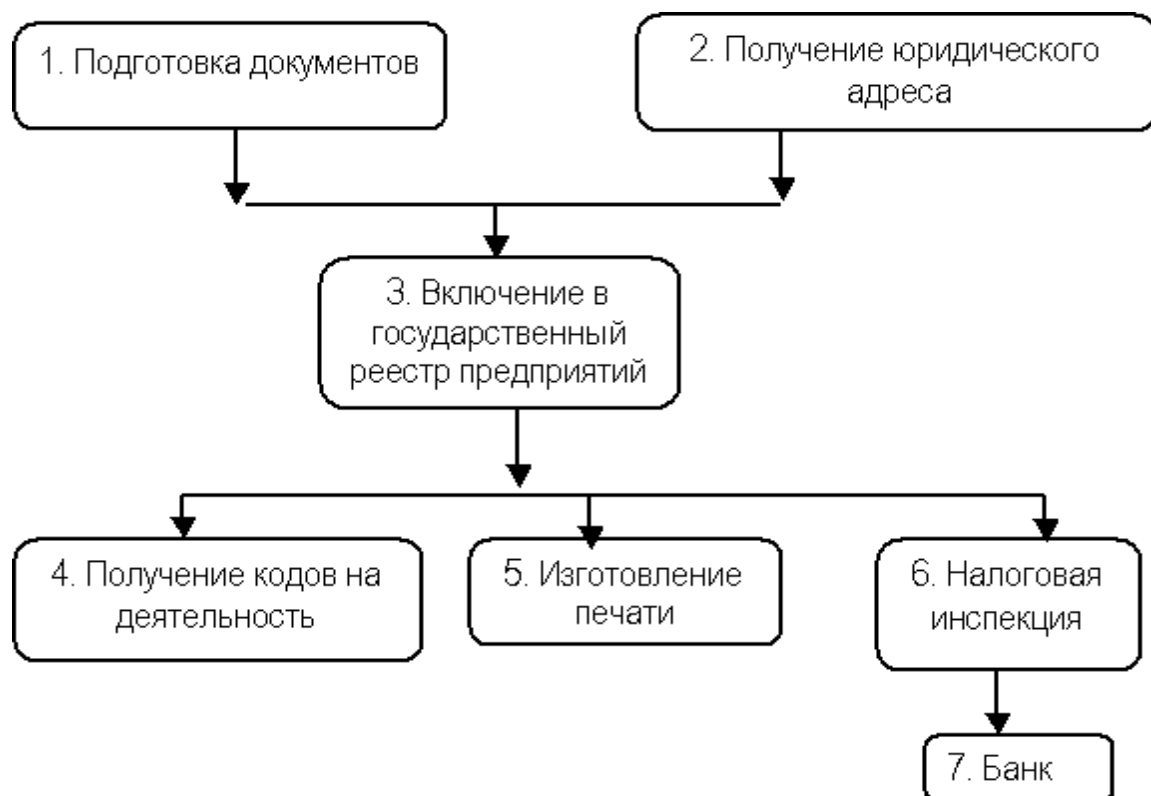 1. Подготовка документов
2. Получение юридического
адреса
3. Включение в
государственный
реестр предприятий
4. Получение кодов на
деятельность
5. Изготовление
печати
6. Налоговая
инспекция
7. Банк